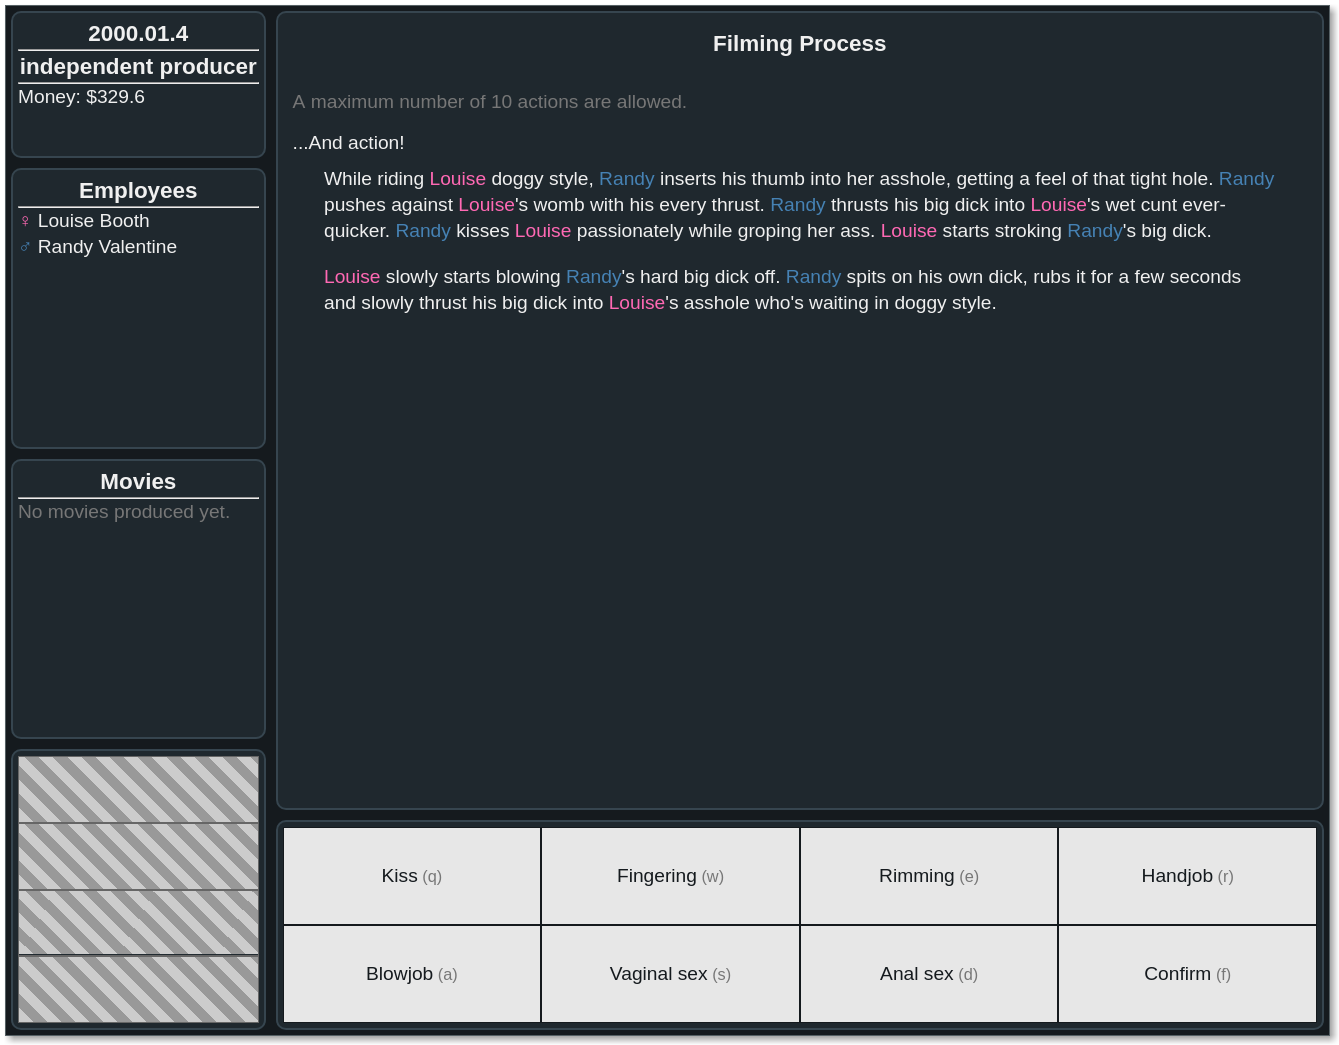 2000.01.4
independent producer
Money: $329.6
Employees
♀ Louise Booth
♂ Randy Valentine
Movies
No movies produced yet.
Filming Process
A maximum number of 10 actions are allowed.
...And action!
While riding Louise doggy style, Randy inserts his thumb into her asshole, getting a feel of that tight hole. Randy
pushes against Louise's womb with his every thrust. Randy thrusts his big dick into Louise's wet cunt ever-
quicker. Randy kisses Louise passionately while groping her ass. Louise starts stroking Randy's big dick.
Louise slowly starts blowing Randy's hard big dick off. Randy spits on his own dick, rubs it for a few seconds
and slowly thrust his big dick into Louise's asshole who's waiting in doggy style.
Kiss (q)
Fingering (w)
Rimming (e)
Handjob (r)
Blowjob (a)
Vaginal sex (s)
Anal sex (d)
Confirm (f)